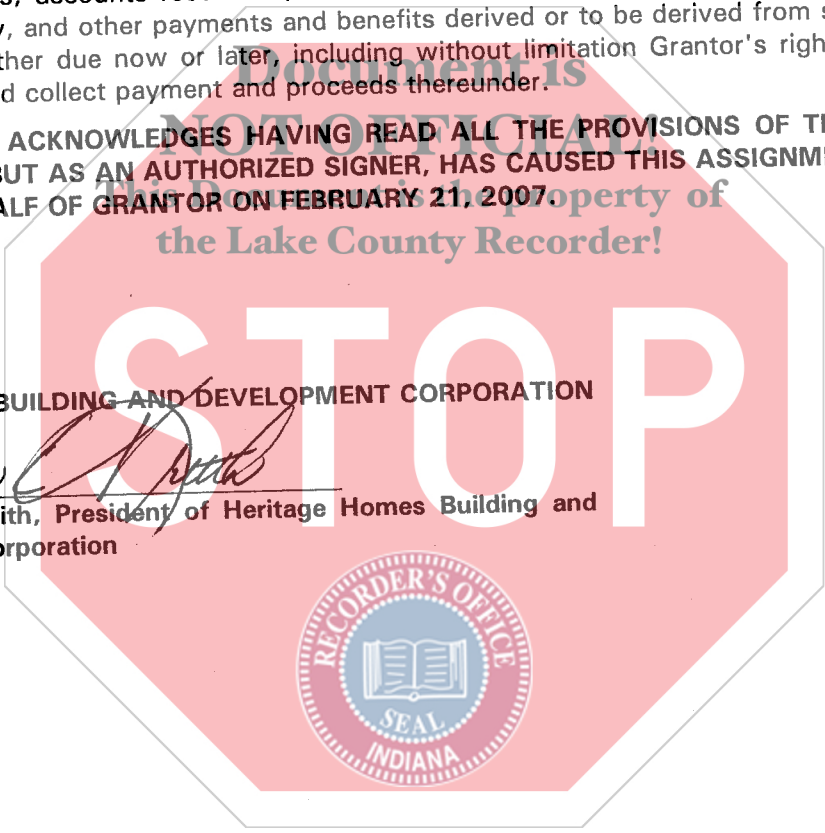 y, and other payments and benefits derived or to be derived from
ther due now or later, including without limitation Grantor's righ
d collect payment and proceeds thereunder.
ACKNOWLEDGES HAVING READ ALL THE PROVISIONS OF T
BUT AS AN AUTHORIZED SIGNER, HAS CAUSED THIS ASSIGNM
ALF OF GRANTOR ON FEBRUARY 21, 2007.
Document is
NOT OFFICIAL!
This Document is the property of
the Lake County Recorder!
STOP
BUILDING AND DEVELOPMENT CORPORATION
ith, President of Heritage Homes Building and
orporation
RECORDER'S OFFICE
SEAL
INDIANA